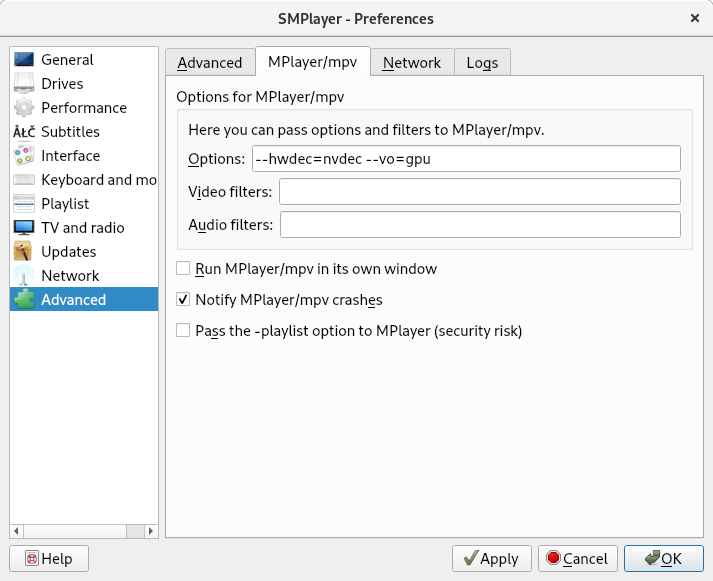 SMPlayer - Preferences
General
Drives
Performance
ÅŁČ Subtitles
Interface
Keyboard and mo
Playlist
TV and radio
Updates
Network
Advanced
Advanced MPlayer/mpv Network Logs
Options for MPlayer/mpv
Here you can pass options and filters to MPlayer/mpv.
Options: --hwdec=nvdec --vo=gpu
Video filters:
Audio filters:
Run MPlayer/mpv in its own window
Notify MPlayer/mpv crashes
Pass the -playlist option to MPlayer (security risk)
Help Apply Cancel OK